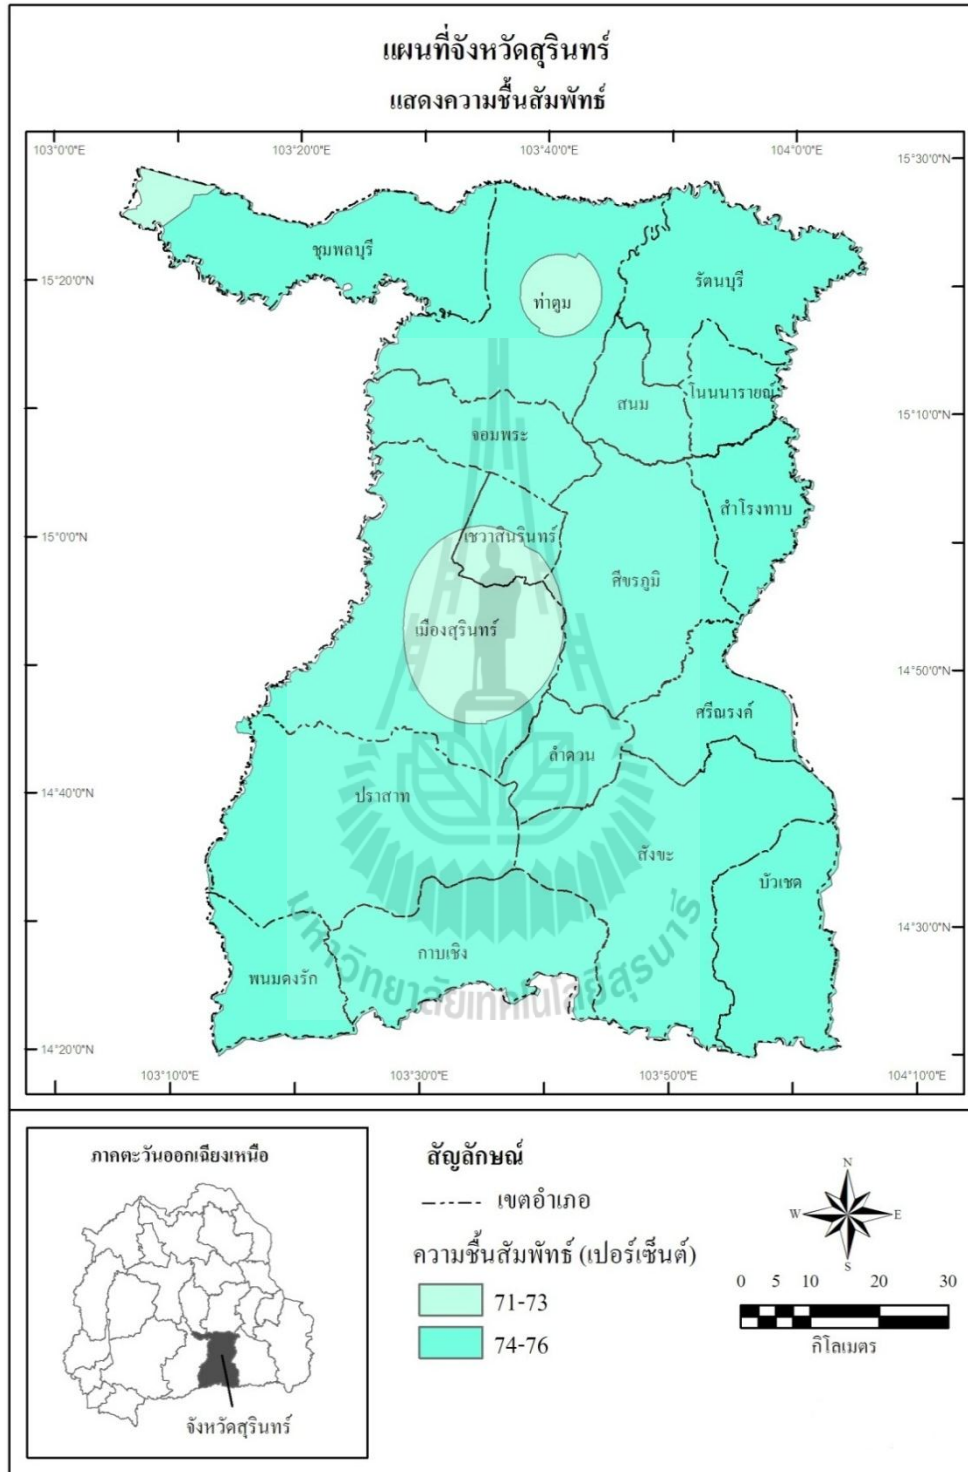 แผนที่จังหวัดสุรินทร์
แสดงความชื้นสัมพัทธ์
103°0'0"E
103°20'0"E
103°40'0"E
104°0'0"E
15°30'0"N
15°20'0"N
15°10'0"N
15°0'0"N
14°50'0"N
14°40'0"N
14°30'0"N
14°20'0"N
ชุมพลบุรี
รัตนบุรี
ท่าตูม
โนนนารายณ์
สนม
จอมพระ
สำโรงทาบ
เชวาสินรินทร์
ศีขรภูมิ
เมืองสุรินทร์
ศรีณรงค์
ลำดวน
ปราสาท
สังขะ
บัวเชด
กาบเชิง
พนมดงรัก
มหาวิทยาลัยเทคโนโลยีสุรนารี
103°10'0"E
103°30'0"E
103°50'0"E
104°10'0"E
ภาคตะวันออกเฉียงเหนือ
จังหวัดสุรินทร์
สัญลักษณ์
เขตอำเภอ
ความชื้นสัมพัทธ์ (เปอร์เซ็นต์)
71-73
74-76
N
W
E
S
0 5 10 20 30
กิโลเมตร